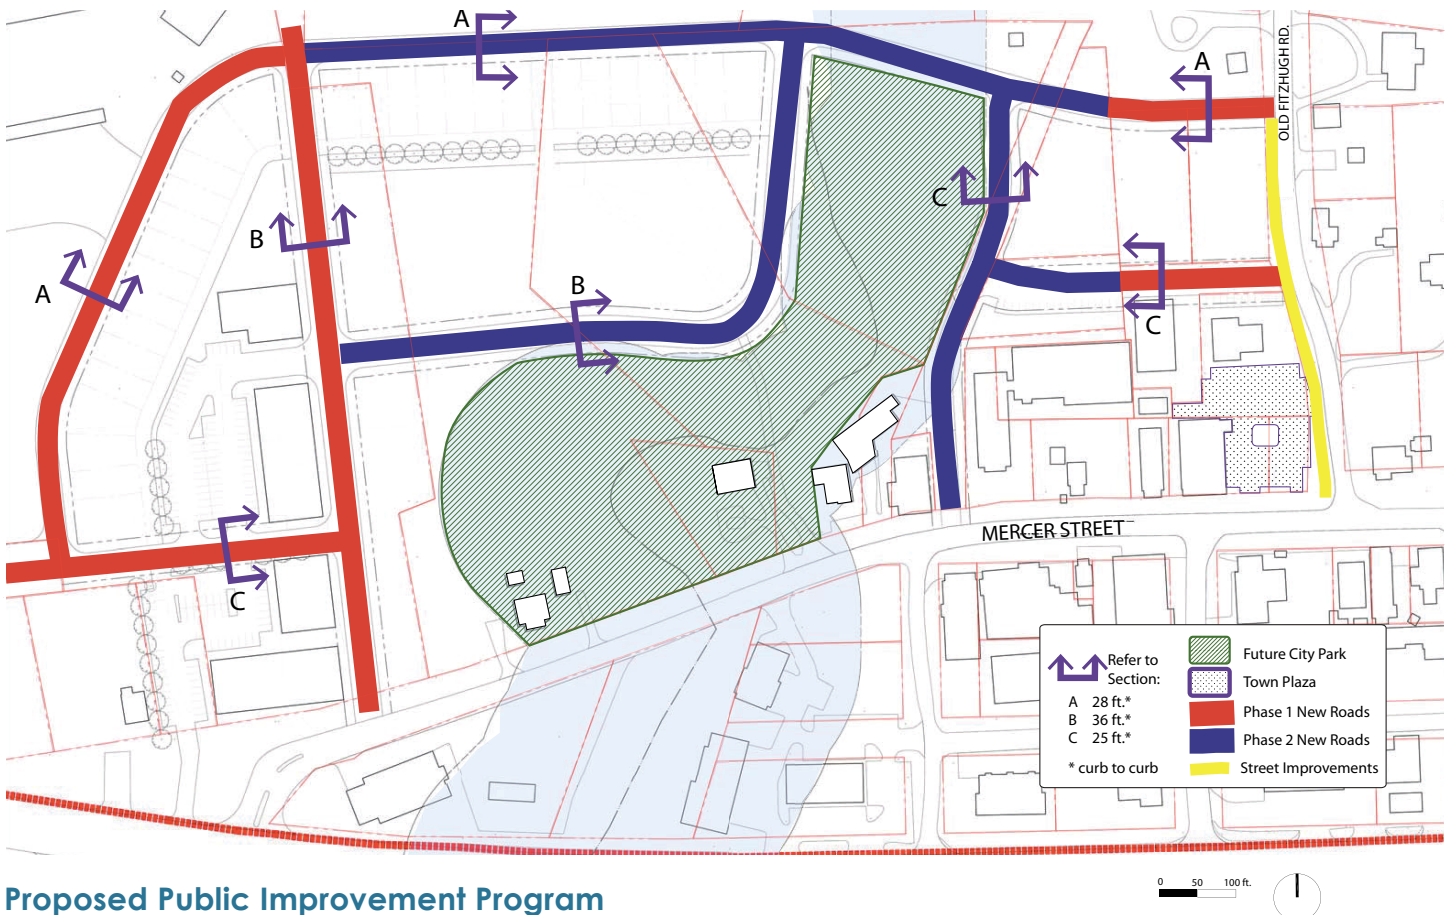 A
A
OLD FITZHUGH RD.
C
B
A
B
C
MERCER STREET
C
Refer to
Section:
A 28 ft.*
B 36 ft.*
C 25 ft.*
* curb to curb
Future City Park
Town Plaza
Phase 1 New Roads
Phase 2 New Roads
Street Improvements
Proposed Public Improvement Program
0 50 100 ft.